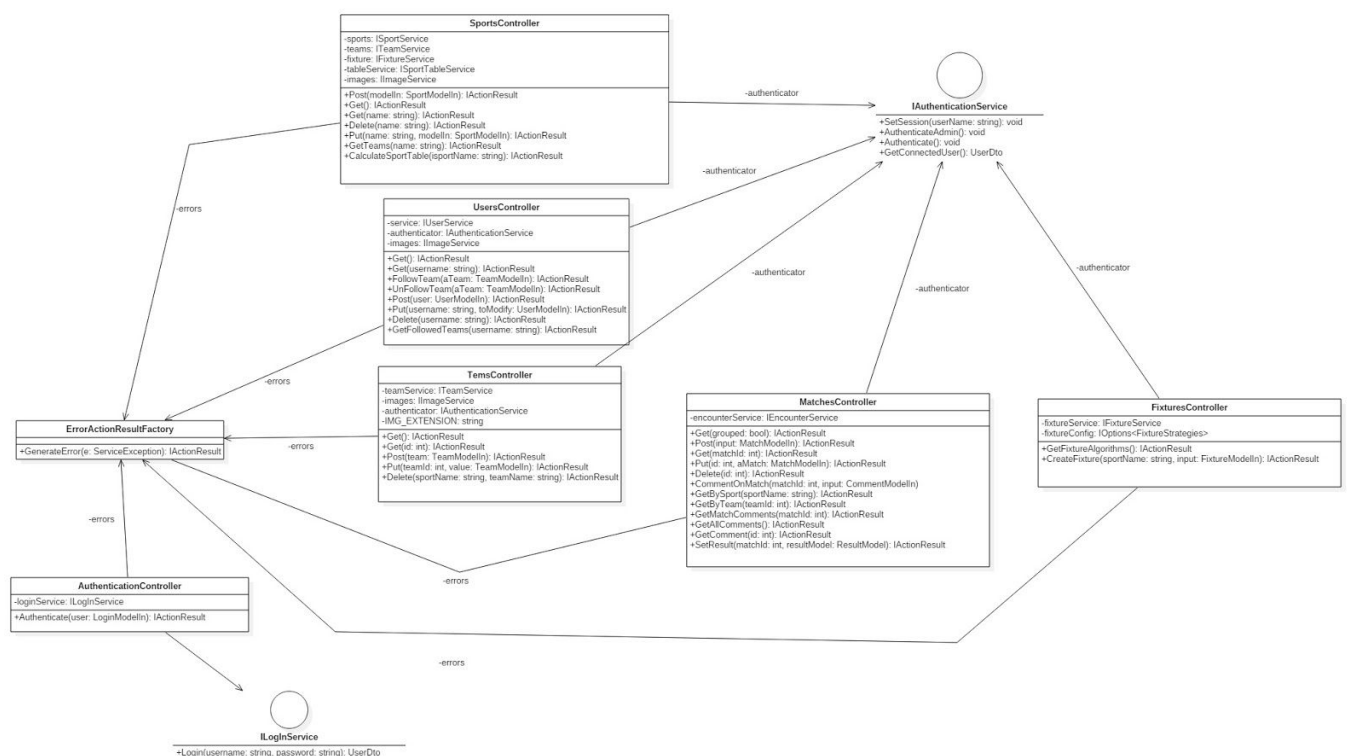 SportsController
-sports: ISportService
-teams: ITeamService
-fixture: IFixtureService
-tableService: ISportTableService
-images: IImageService
+Post(modelIn: SportModelIn): IActionResult
+Get(): IActionResult
+Get(name: string): IActionResult
+Delete(name: string): IActionResult
+Put(name: string, modelIn: SportModelIn): IActionResult
+GetTeams(name: string): IActionResult
+CalculateSportTable(isportName: string): IActionResult
-authenticator
IAuthenticationService
+SetSession(userName: string): void
+AuthenticateAdmin(): void
+Authenticate(): void
+GetConnectedUser(): UserDto
-authenticator
-errors
UsersController
-service: IUserService
-authenticator: IAuthenticationService
-images: IImageService
+Get(): IActionResult
+Get(username: string): IActionResult
+FollowTeam(aTeam: TeamModelIn): IActionResult
+UnFollowTeam(aTeam: TeamModelIn): IActionResult
+Post(user: UserModelIn): IActionResult
+Put(username: string, toModify: UserModelIn): IActionResult
+Delete(username: string): IActionResult
+GetFollowedTeams(username: string): IActionResult
-authenticator
-authenticator
-authenticator
-errors
TemsController
-teamService: ITeamService
-images: IImageService
-authenticator: IAuthenticationService
-IMG_EXTENSION: string
+Get(): IActionResult
+Get(id: int): IActionResult
+Post(team: TeamModelIn): IActionResult
+Put(teamId: int, value: TeamModelIn): IActionResult
+Delete(sportName: string, teamName: string): IActionResult
MatchesController
-encounterService: IEncounterService
+Get(grouped: bool): IActionResult
+Post(input: MatchModelIn): IActionResult
+Get(matchId: int): IActionResult
+Put(id: int, aMatch: MatchModelIn): IActionResult
+Delete(id: int): IActionResult
+CommentOnMatch(matchId: int, input: CommentModelIn)
+GetBySport(sportName: string): IActionResult
+GetByTeam(teamId: int): IActionResult
+GetMatchComments(matchId: int): IActionResult
+GetAllComments(): IActionResult
+GetComment(id: int): IActionResult
+SetResult(matchId: int, resultModel: ResultModel): IActionResult
FixturesController
-fixtureService: IFixtureService
-fixtureConfig: IOptions<FixtureStrategies>
+GetFixtureAlgorithms(): IActionResult
+CreateFixture(sportName: string, input: FixtureModelIn): IActionResult
ErrorActionResultFactory
+GenerateError(e: ServiceException): IActionResult
-errors
-errors
-errors
AuthenticationController
-loginService: ILogInService
+Authenticate(user: LoginModelIn): IActionResult
-errors
ILogInService
+Login(username: string, password: string): UserDto